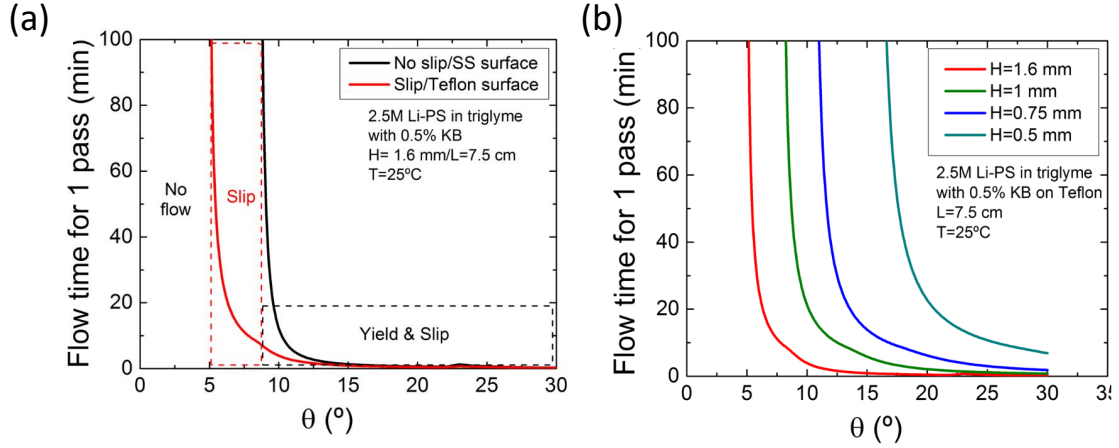 (a)
Flow time for 1 pass (min)
100
80
60
40
20
0
No slip/SS surface
Slip/Teflon surface
2.5M Li-PS in triglyme
with 0.5% KB
H= 1.6 mm/L=7.5 cm
T=25ºC
No
flow
Slip
Yield & Slip
0 5 10 15 20 25 30
θ (º)
(b)
Flow time for 1 pass (min
100
80
60
40
20
0
H=1.6 mm
H=1 mm
H=0.75 mm
H=0.5 mm
2.5M Li-PS in triglyme
with 0.5% KB on Teflon
L=7.5 cm
T=25ºC
0 5 10 15 20 25 30 35
θ (º)